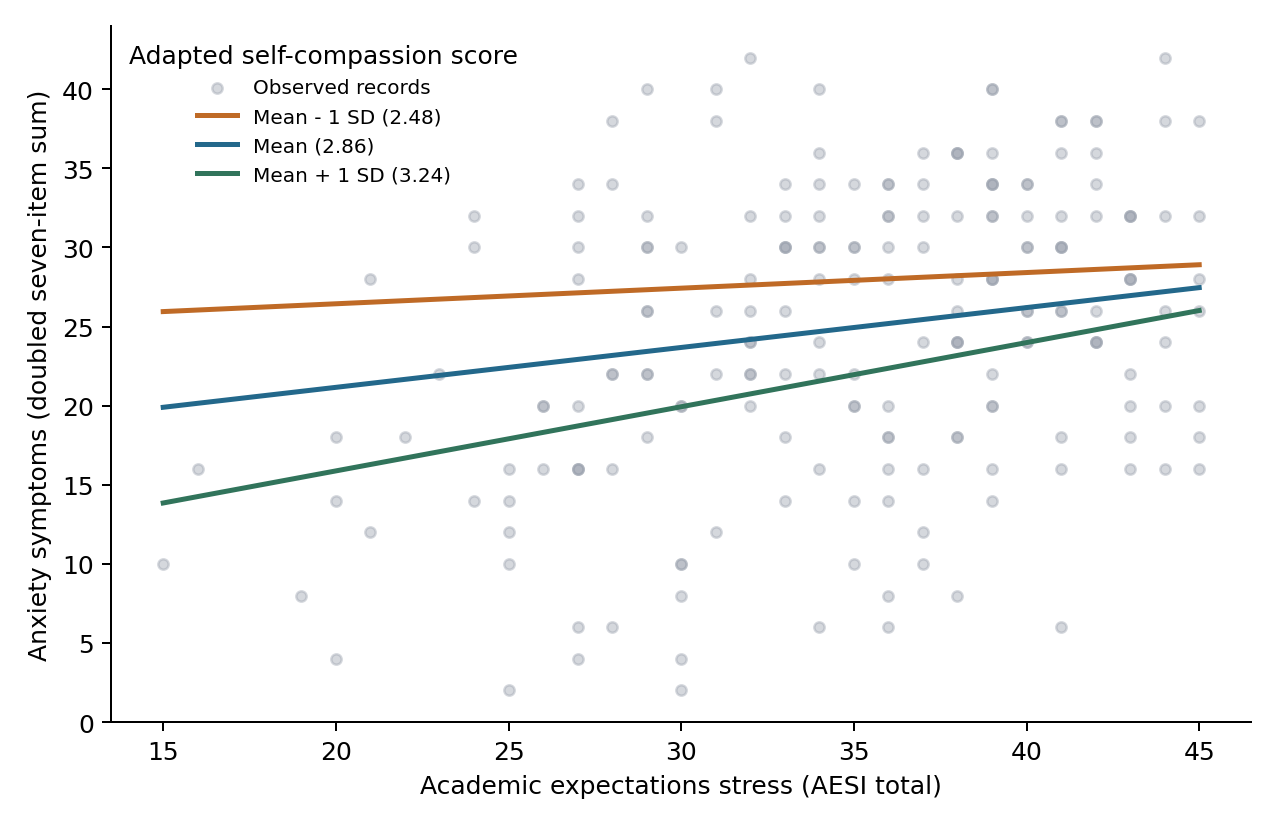 Adapted self-compassion score
Observed records
Mean - 1 SD (2.48)
Mean (2.86)
Mean + 1 SD (3.24)
Anxiety symptoms (doubled seven-item sum)
40
35
30
25
20
15
10
5
0
15 20 25 30 35 40 45
Academic expectations stress (AESI total)